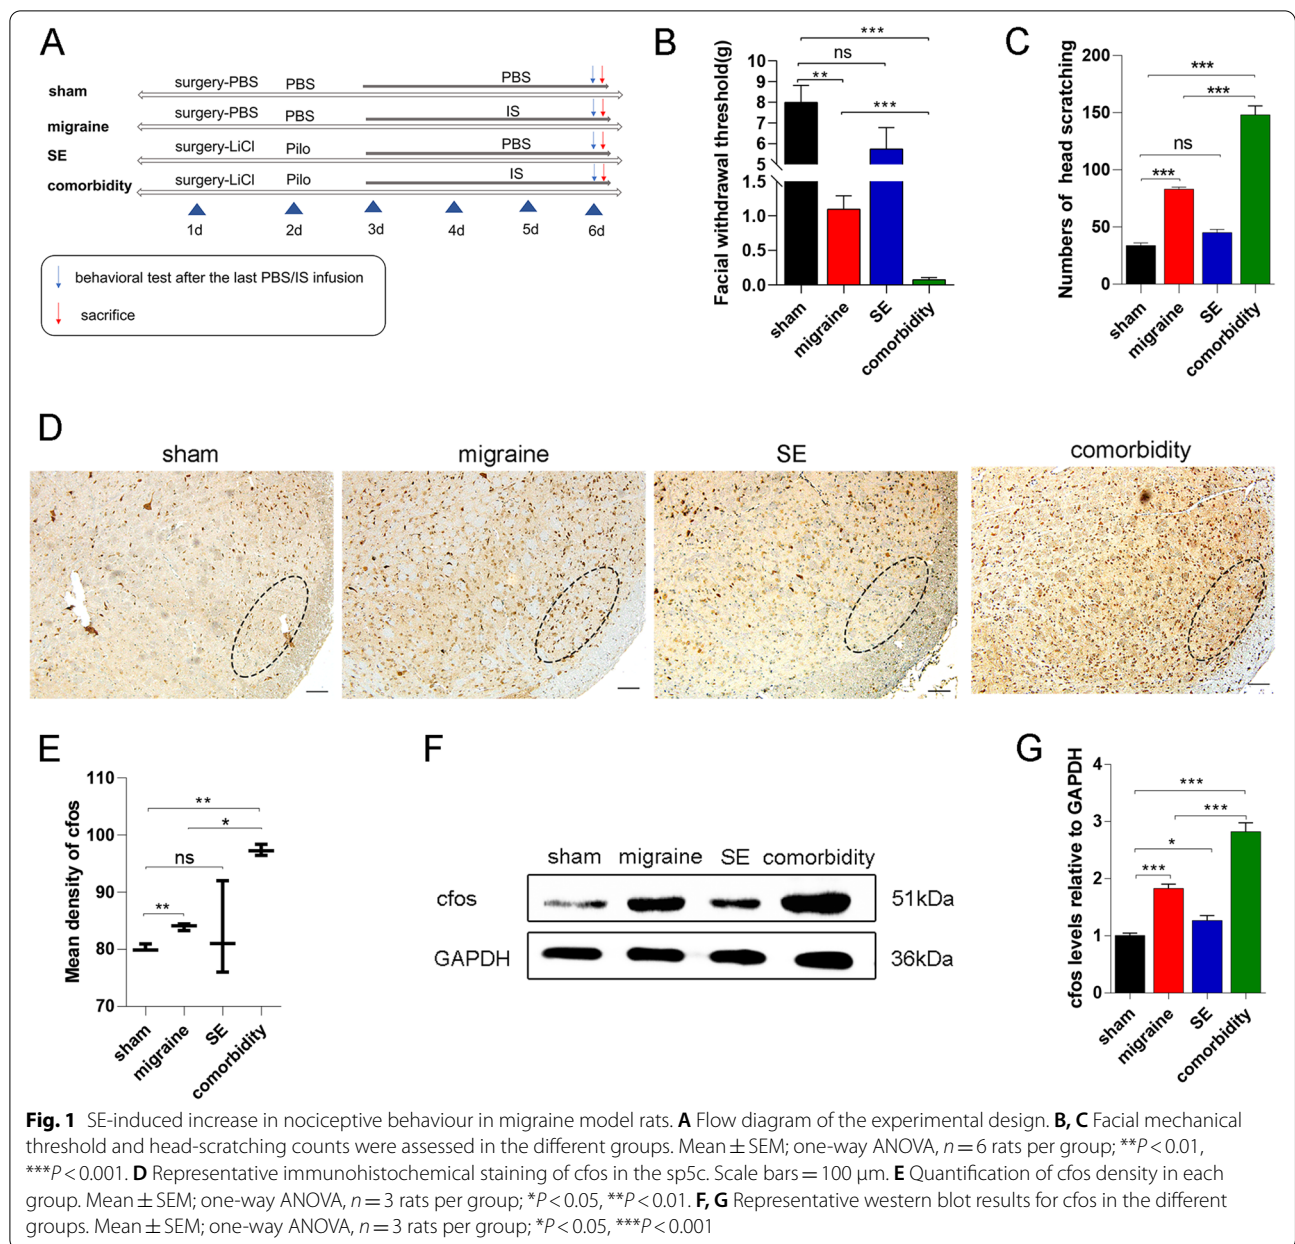 A
surgery-PBS PBS PBS
sham
surgery-PBS PBS IS
migraine
surgery-LiCl Pilo PBS
SE
surgery-LiCl Pilo IS
comorbidity
1d 2d 3d 4d 5d 6d
behavioral test after the last PBS/IS infusion
sacrifice
B
Facial withdrawal threshold(g)
10
9
8
7
6
5
1.5
1.0
0.5
0.0
***
ns
**
***
sham migraine SE comorbidity
C
Numbers of head scratching
200
150
100
50
0
***
***
ns
***
sham migraine SE comorbidity
D
sham migraine SE comorbidity
E
Mean density of cfos
110
100
90
80
70
**
*
ns
**
sham migraine SE comorbidity
F
sham migraine SE comorbidity
cfos 51kDa
GAPDH 36kDa
G
cfos levels relative to GAPDH
4
3
2
1
0
***
***
*
***
sham migraine SE comorbidity
Fig. 1 SE-induced increase in nociceptive behaviour in migraine model rats. A Flow diagram of the experimental design. B, C Facial mechanical
threshold and head-scratching counts were assessed in the different groups. Mean ± SEM; one-way ANOVA, n = 6 rats per group; **P < 0.01,
***P < 0.001. D Representative immunohistochemical staining of cfos in the sp5c. Scale bars = 100 μm. E Quantification of cfos density in each
group. Mean ± SEM; one-way ANOVA, n = 3 rats per group; *P < 0.05, **P < 0.01. F, G Representative western blot results for cfos in the different
groups. Mean ± SEM; one-way ANOVA, n = 3 rats per group; *P < 0.05, ***P < 0.001